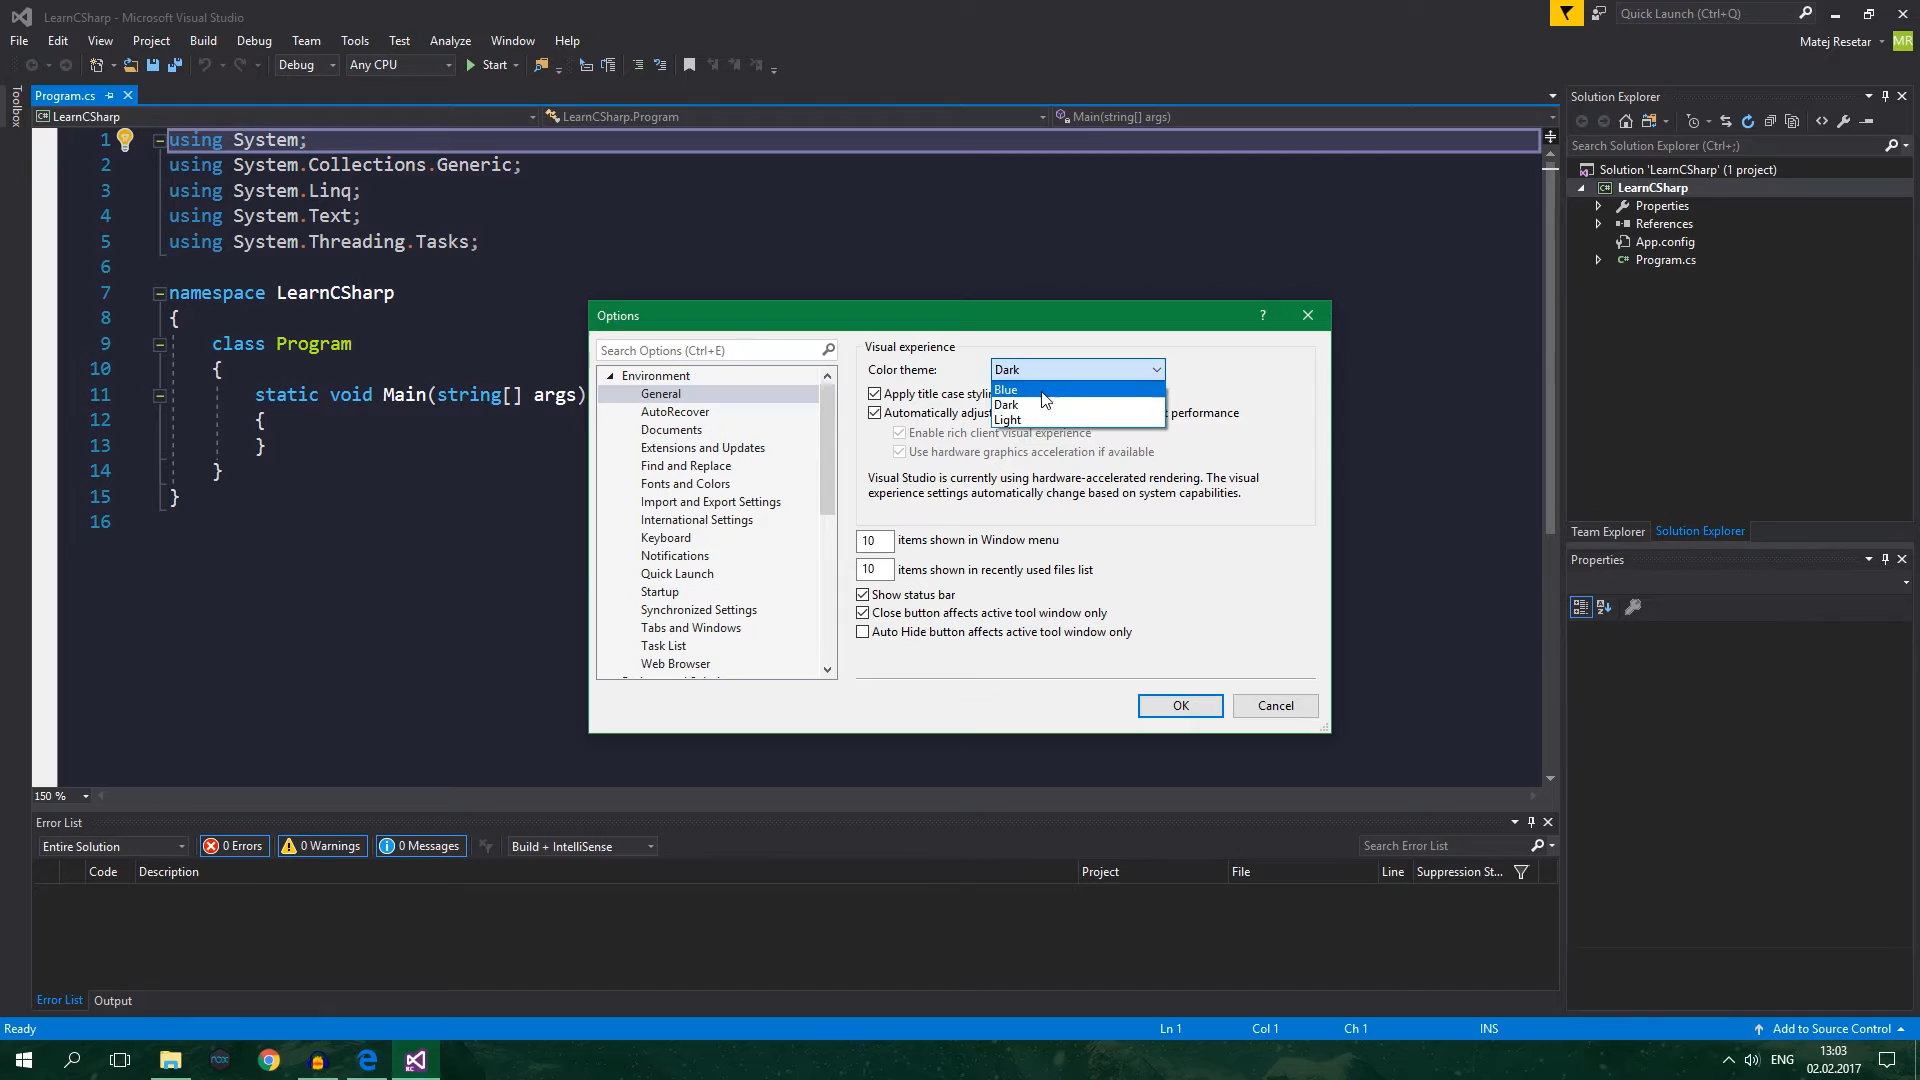 LearnCSharp - Microsoft Visual Studio
Quick Launch (Ctrl+Q)
File Edit View Project Build Debug Team Tools Test Analyze Window Help
Matej Resetar MR
Debug Any CPU Start
Toolbox
Program.cs
LearnCSharp LearnCSharp.Program Main(string[] args)
1 using System;
2 using System.Collections.Generic;
3 using System.Linq;
4 using System.Text;
5 using System.Threading.Tasks;
6
7 namespace LearnCSharp
8 {
9 class Program
10 {
11 static void Main(string[] args)
12 {
13 }
14 }
15 }
16
150 %
Options
Search Options (Ctrl+E)
Environment
General
AutoRecover
Documents
Extensions and Updates
Find and Replace
Fonts and Colors
Import and Export Settings
International Settings
Keyboard
Notifications
Quick Launch
Startup
Synchronized Settings
Tabs and Windows
Task List
Web Browser
Visual experience
Color theme: Dark
Blue
Dark
Light
Apply title case stylin
Automatically adjus performance
Enable rich client visual experience
Use hardware graphics acceleration if available
Visual Studio is currently using hardware-accelerated rendering. The visual
experience settings automatically change based on system capabilities.
10 items shown in Window menu
10 items shown in recently used files list
Show status bar
Close button affects active tool window only
Auto Hide button affects active tool window only
OK Cancel
Solution Explorer
Search Solution Explorer (Ctrl+;)
Solution 'LearnCSharp' (1 project)
C# LearnCSharp
Properties
References
App.config
C# Program.cs
Team Explorer Solution Explorer
Properties
Error List
Entire Solution 0 Errors 0 Warnings 0 Messages Build + IntelliSense Search Error List
Code Description Project File Line Suppression St...
Error List Output
Ready Ln 1 Col 1 Ch 1 INS Add to Source Control
ENG 13:03
02.02.2017